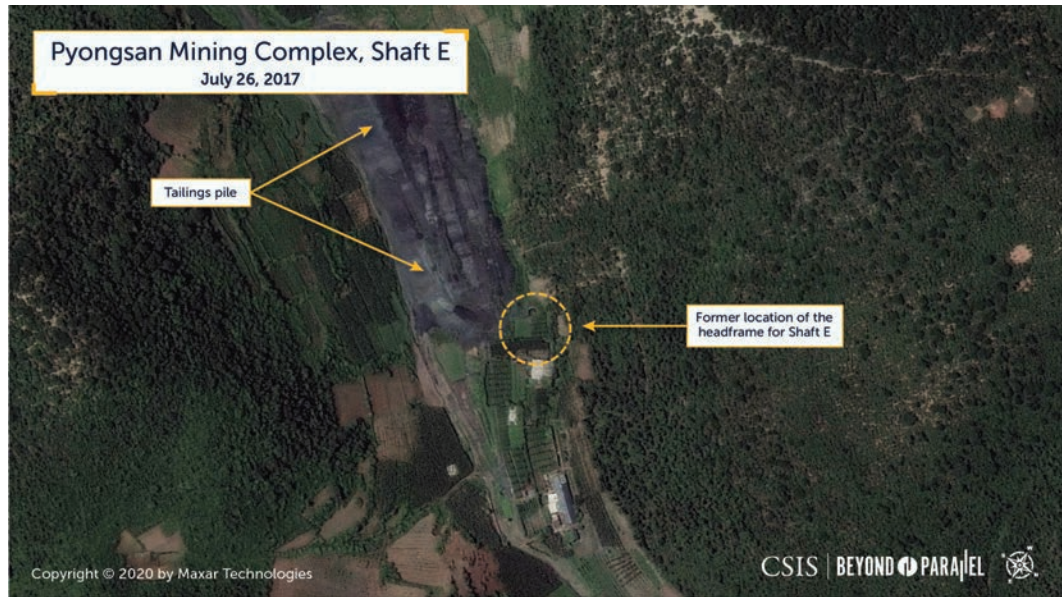 Pyongsan Mining Complex, Shaft E
July 26, 2017
Tailings pile
Former location of the
headframe for Shaft E
Copyright © 2020 by Maxar Technologies
CSIS | BEYOND PARALLEL